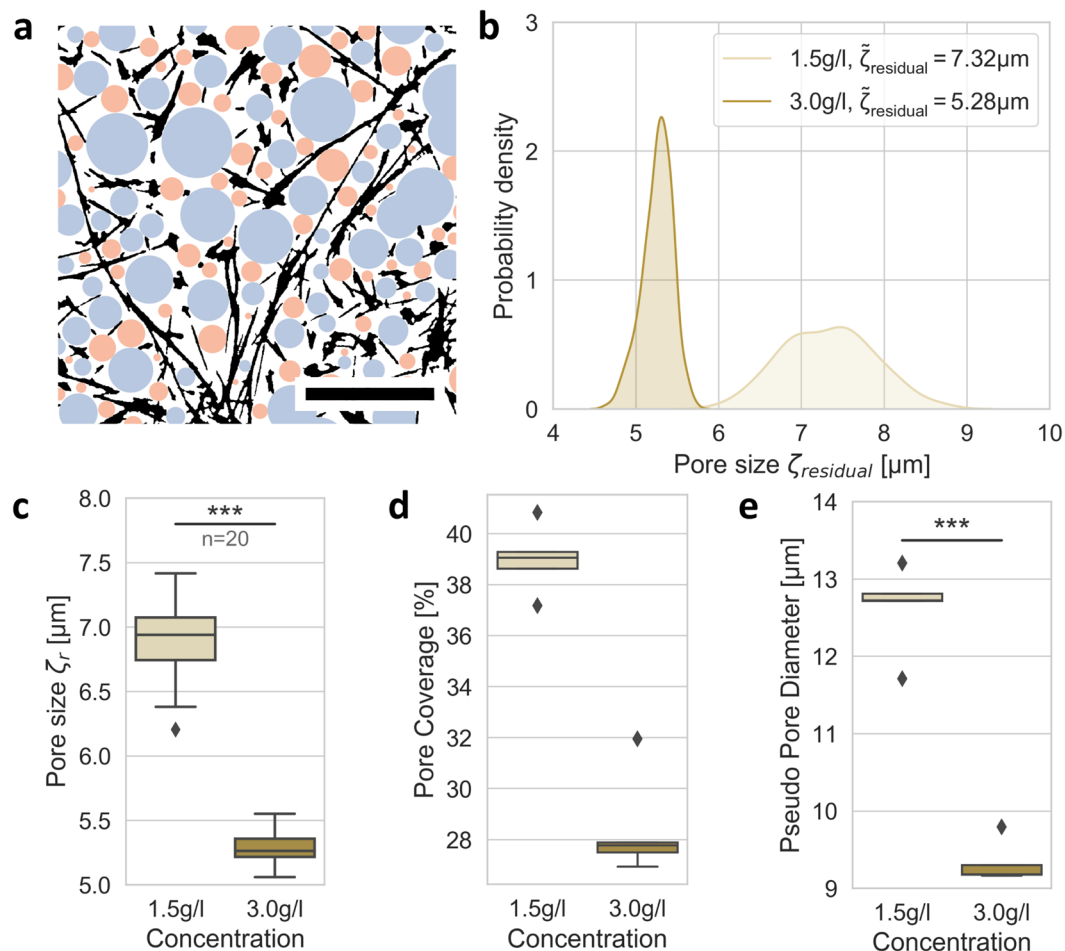 a
b
Probability density
3
2
1
0
1.5g/l, ζ̃residual = 7.32µm
3.0g/l, ζ̃residual = 5.28µm
4 5 6 7 8 9 10
Pore size ζresidual [µm]
c
Pore size ζr [µm]
8.0
7.5
7.0
6.5
6.0
5.5
5.0
***
n=20
1.5g/l 3.0g/l
Concentration
d
Pore Coverage [%]
40
38
36
34
32
30
28
1.5g/l 3.0g/l
Concentration
e
Pseudo Pore Diameter [µm]
14
13
12
11
10
9
***
1.5g/l 3.0g/l
Concentration